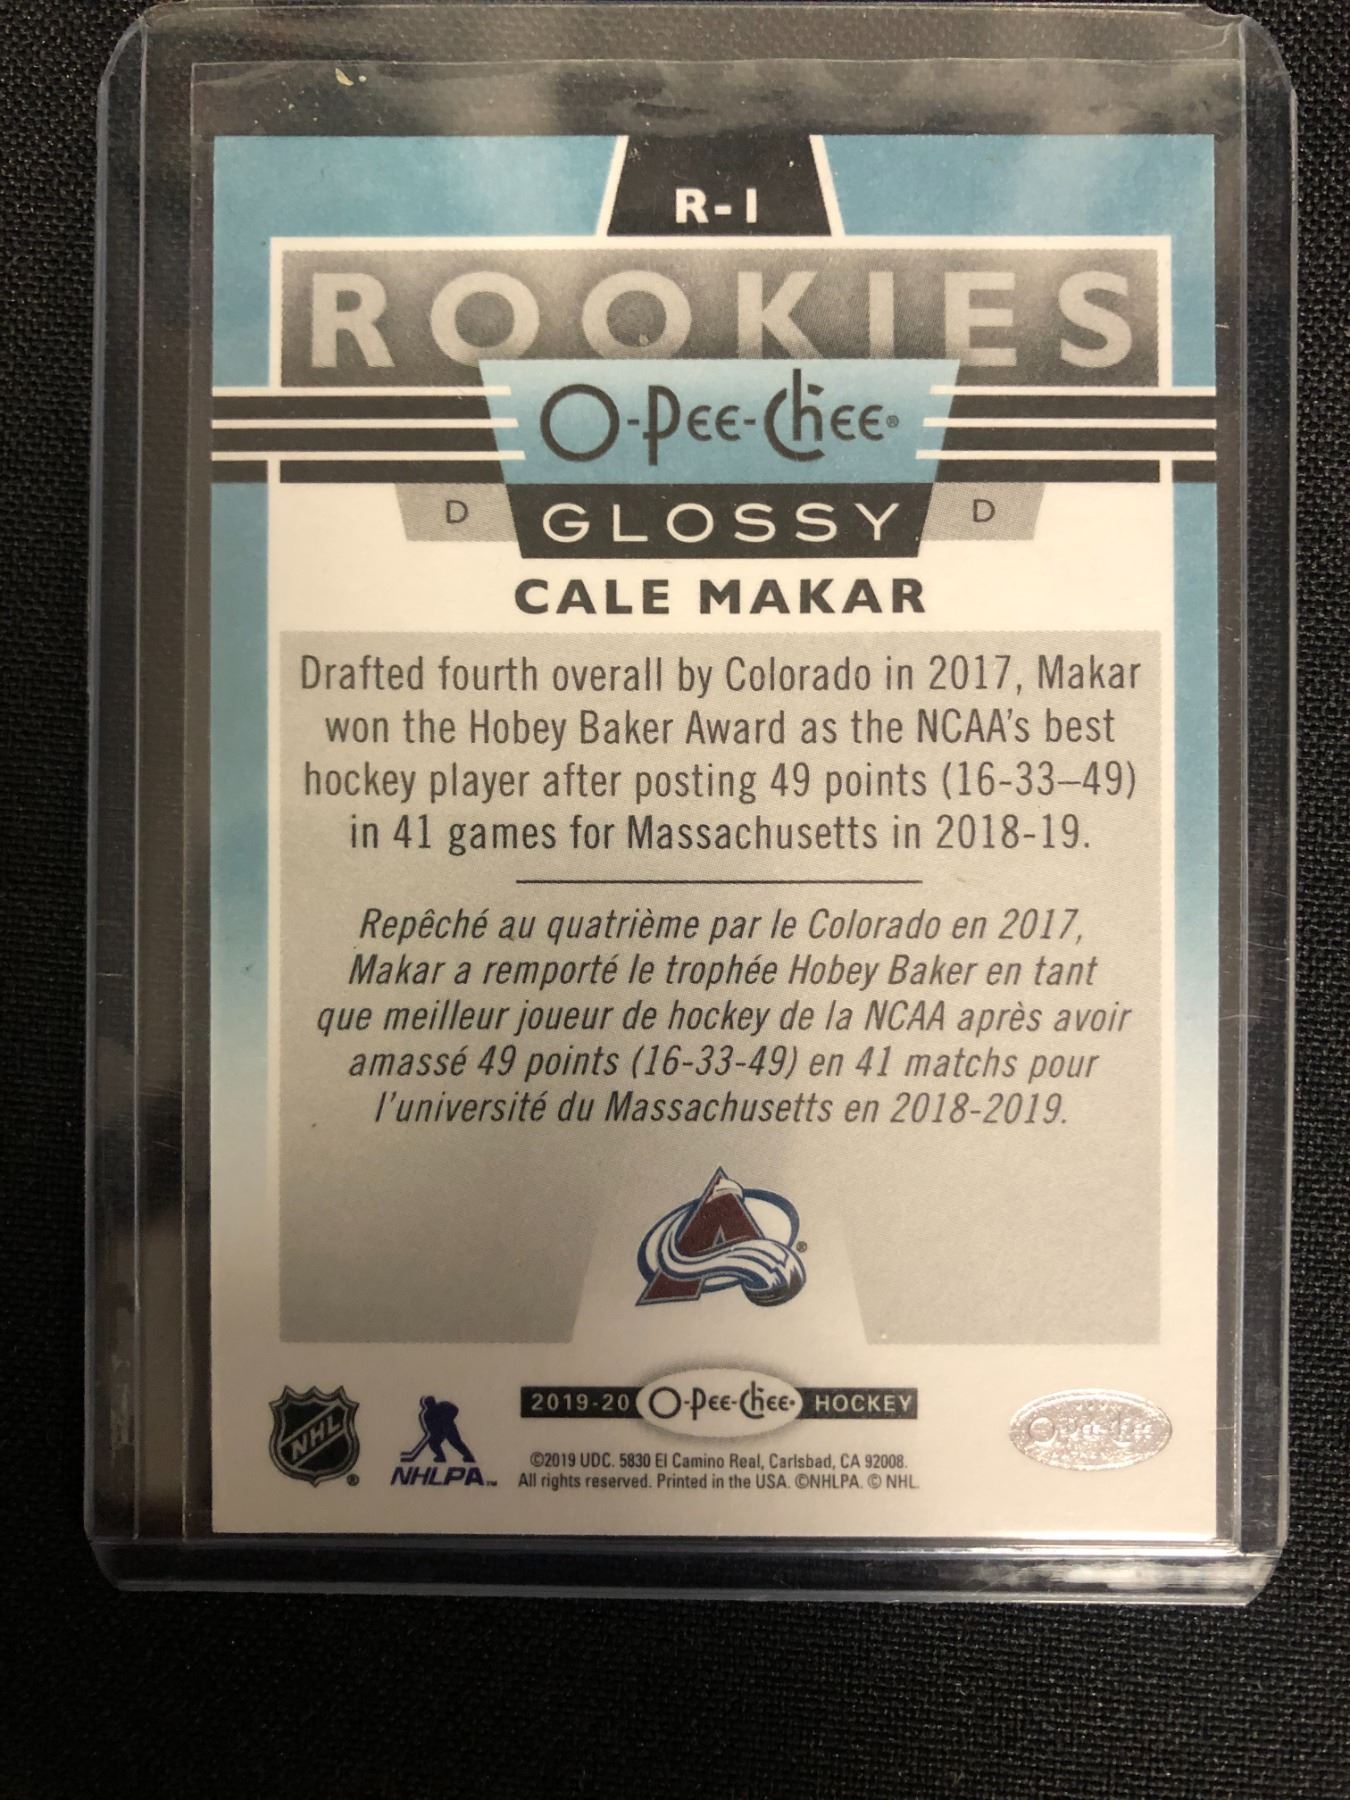 R-1
ROOKIES
O-Pee-Chee®
D GLOSSY D
CALE MAKAR
Drafted fourth overall by Colorado in 2017, Makar
won the Hobey Baker Award as the NCAA's best
hockey player after posting 49 points (16-33–49)
in 41 games for Massachusetts in 2018-19.
Repêché au quatrième par le Colorado en 2017,
Makar a remporté le trophée Hobey Baker en tant
que meilleur joueur de hockey de la NCAA après avoir
amassé 49 points (16-33-49) en 41 matchs pour
l'université du Massachusetts en 2018-2019.
A ®
NHL ®
NHLPA™
2019-20 O-Pee-Chee® HOCKEY
©2019 UDC. 5830 El Camino Real, Carlsbad, CA 92008.
All rights reserved. Printed in the USA. ©NHLPA. © NHL.
O-Pee-Chee